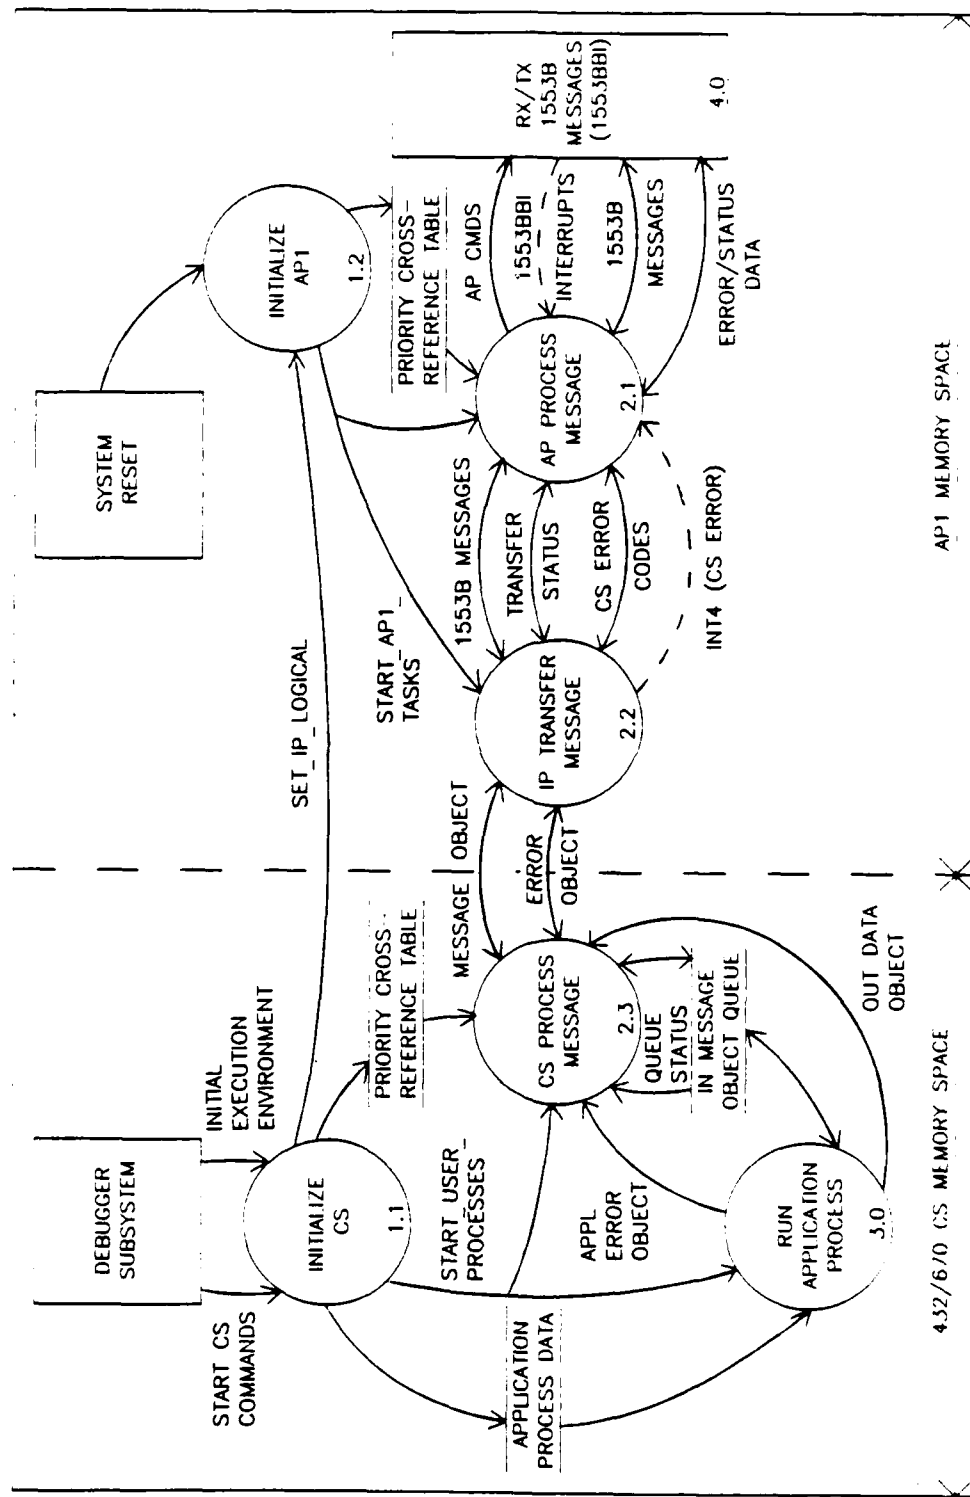 DEBUGGER
SUBSYSTEM
SYSTEM
RESET
START CS
COMMANDS
INITIAL
EXECUTION
ENVIRONMENT
SET_IP_LOGICAL
INITIALIZE
CS
1.1
INITIALIZE
AP1
1.2
PRIORITY CROSS-
REFERENCE TABLE
START_AP1_
TASKS
PRIORITY CROSS-
REFERENCE TABLE
START_USER_
PROCESSES
MESSAGE OBJECT
1553B MESSAGES
AP CMDS
RX/TX
1553B
MESSAGES
(1553BBI)
4.0
APPLICATION
PROCESS DATA
CS PROCESS
MESSAGE
2.3
ERROR
OBJECT
IP TRANSFER
MESSAGE
2.2
TRANSFER
STATUS
CS ERROR
CODES
AP PROCESS
MESSAGE
2.1
1553BBI
INTERRUPTS
1553B
MESSAGES
APPL
ERROR
OBJECT
QUEUE
STATUS
IN MESSAGE
OBJECT QUEUE
INT4 (CS ERROR)
ERROR/STATUS
DATA
RUN
APPLICATION
PROCESS
3.0
OUT DATA
OBJECT
432/670 CS MEMORY SPACE
AP1 MEMORY SPACE